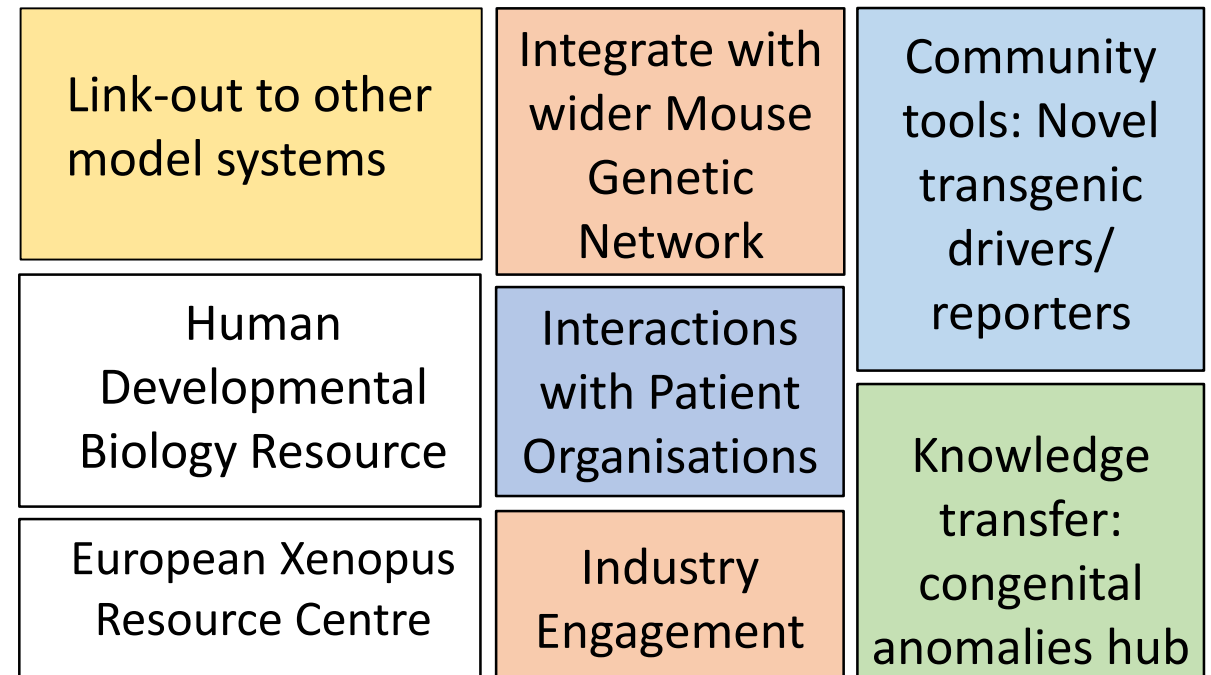 Link-out to other
model systems
Human
Developmental
Biology Resource
European Xenopus
Resource Centre
Integrate with
wider Mouse
Genetic
Network
Interactions
with Patient
Organisations
Industry
Engagement
Community
tools: Novel
transgenic
drivers/
reporters
Knowledge
transfer:
congenital
anomalies hub